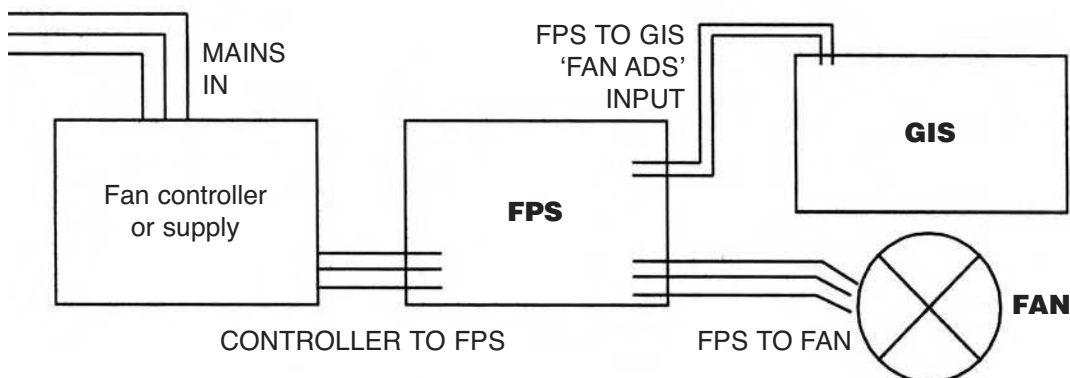 MAINS
IN
FPS TO GIS
‘FAN ADS’
INPUT
GIS
Fan controller
or supply
FPS
FAN
CONTROLLER TO FPS
FPS TO FAN